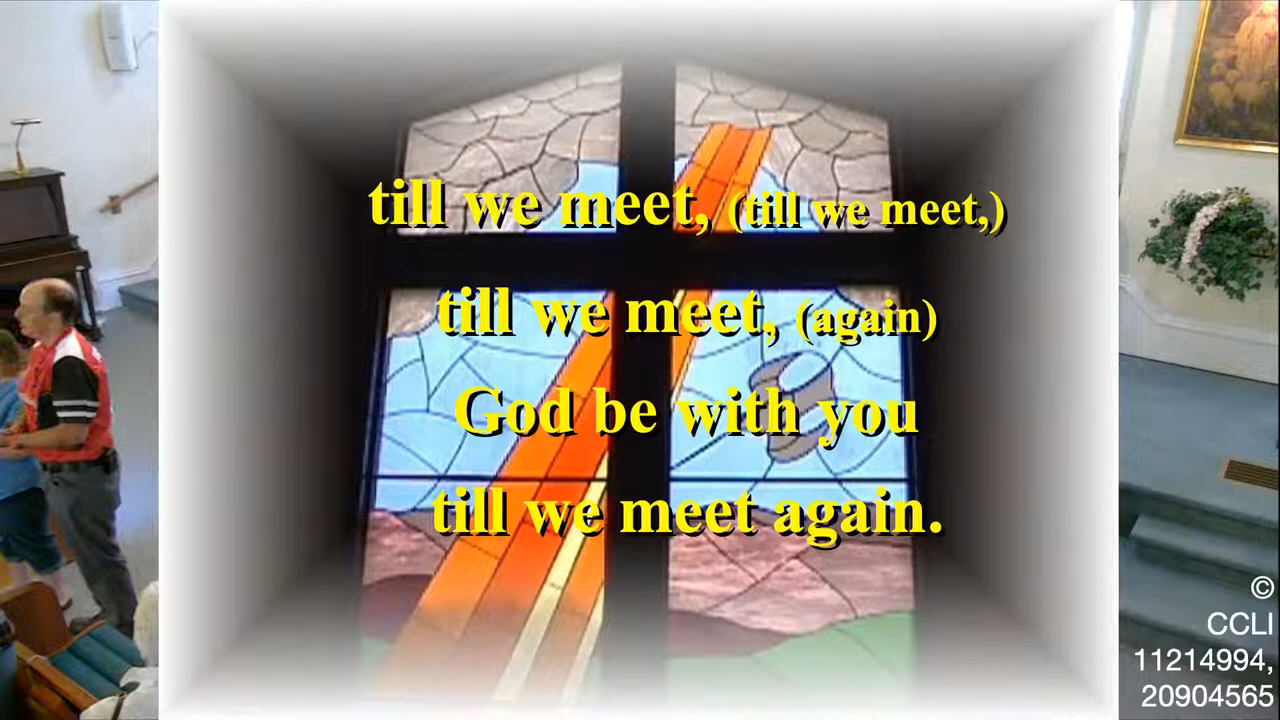 till we meet, (till we meet,)
till we meet, (again)
God be with you
till we meet again.
©
CCLI
11214994,
20904565